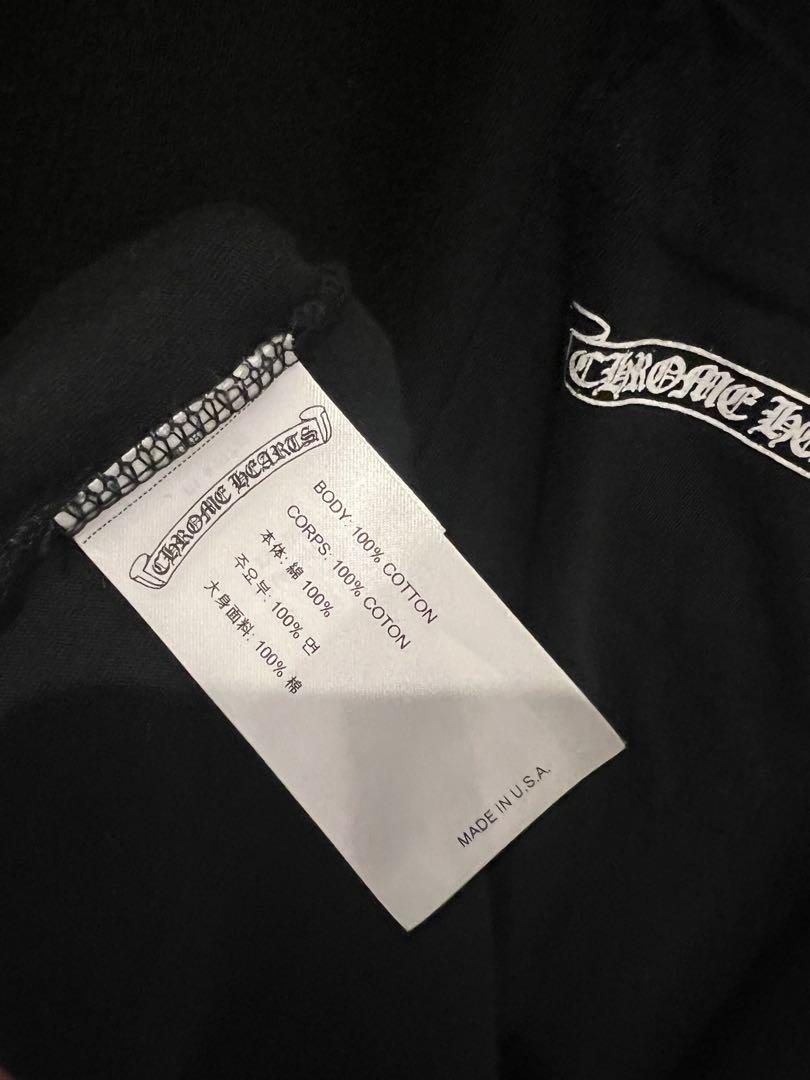 CHROME HEARTS
BODY: 100% COTTON
CORPS: 100% COTON
本体: 綿 100%
주요부: 100% 면
大身面料: 100% 棉
MADE IN U.S.A.
CHROME